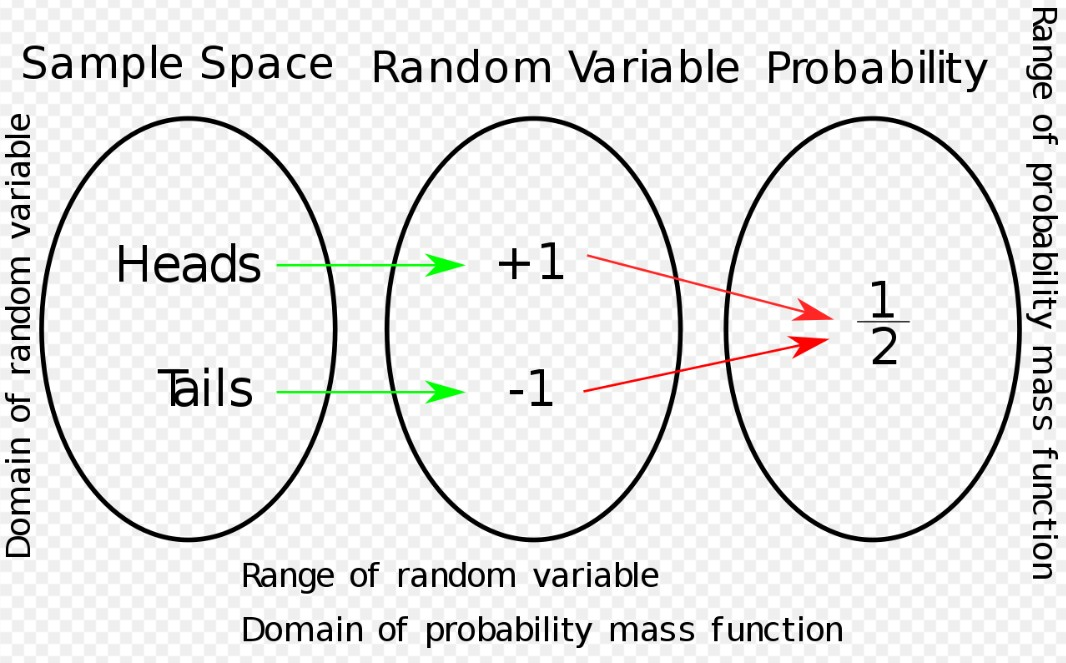 Sample Space
Random Variable
Probability
Domain of random variable
Heads
+1
Tails
-1
1
2
Range of probability mass function
Range of random variable
Domain of probability mass function